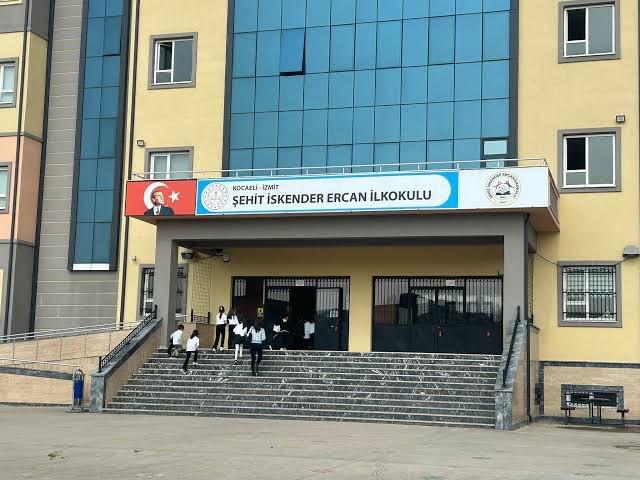 KOCAELİ - İZMİT
ŞEHİT İSKENDER ERCAN İLKOKULU